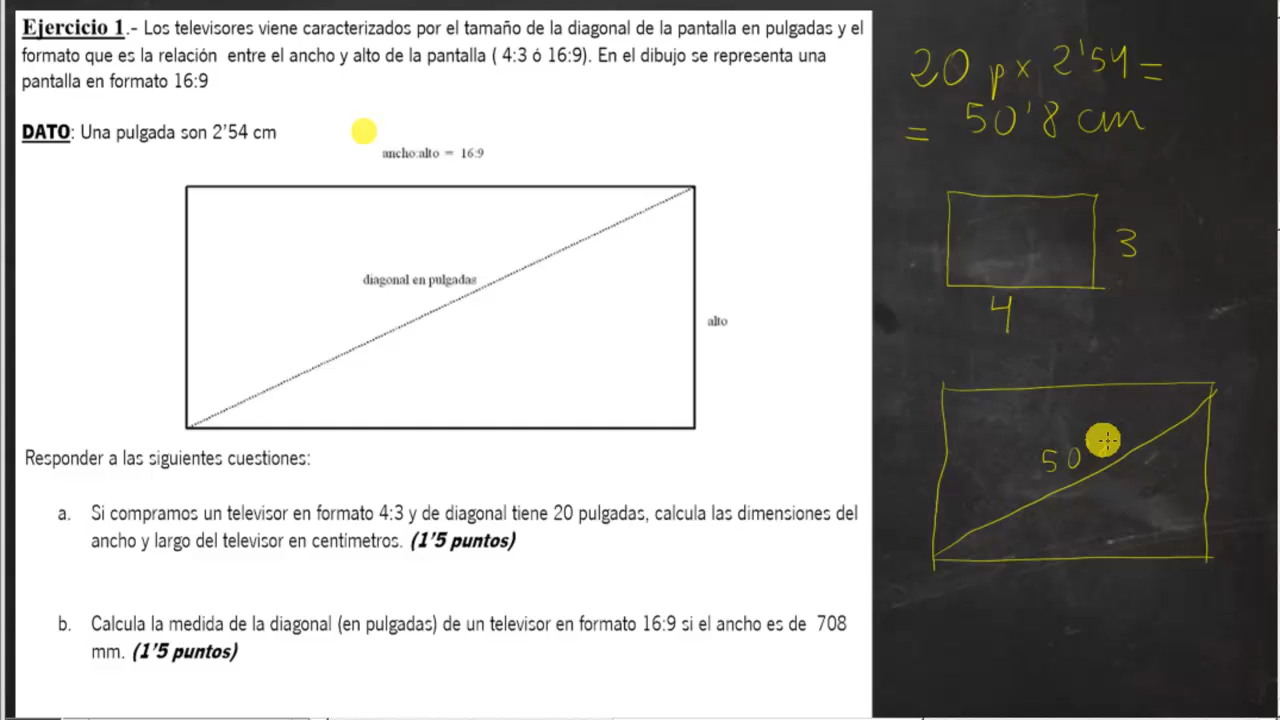 Ejercicio 1.- Los televisores viene caracterizados por el tamaño de la diagonal de la pantalla en pulgadas y el
formato que es la relación entre el ancho y alto de la pantalla ( 4:3 ó 16:9). En el dibujo se representa una
pantalla en formato 16:9
DATO: Una pulgada son 2'54 cm
ancho:alto = 16:9
diagonal en pulgadas
alto
Responder a las siguientes cuestiones:
a. Si compramos un televisor en formato 4:3 y de diagonal tiene 20 pulgadas, calcula las dimensiones del
ancho y largo del televisor en centímetros. (1'5 puntos)
b. Calcula la medida de la diagonal (en pulgadas) de un televisor en formato 16:9 si el ancho es de 708
mm. (1'5 puntos)
20 p x 2'54 =
= 50'8 cm
3
4
50